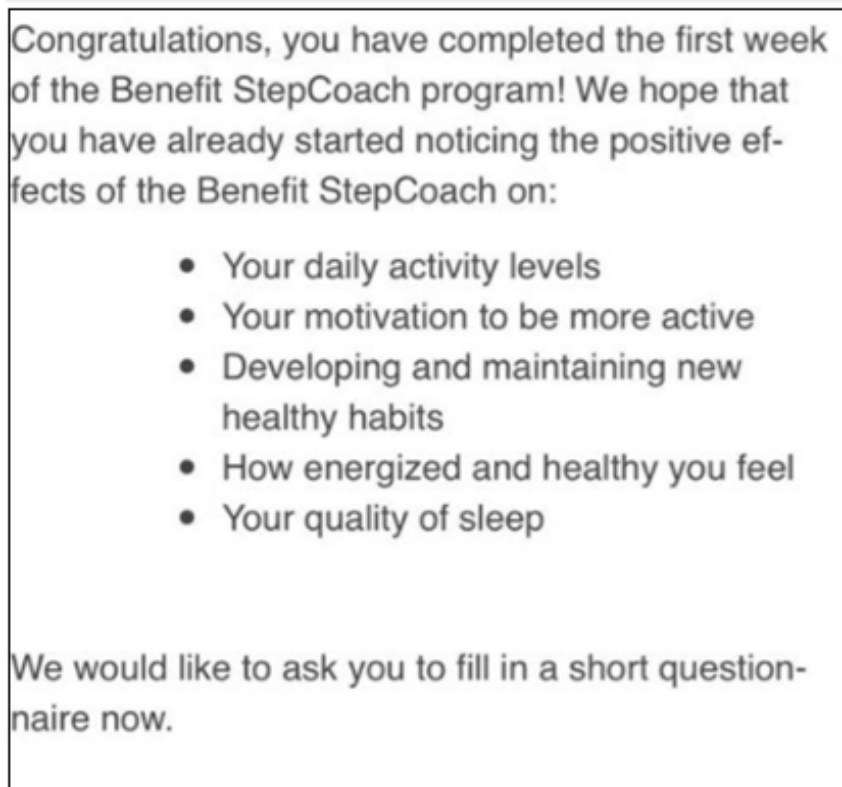 Congratulations, you have completed the first week
of the Benefit StepCoach program! We hope that
you have already started noticing the positive ef-
fects of the Benefit StepCoach on:
• Your daily activity levels
• Your motivation to be more active
• Developing and maintaining new
healthy habits
• How energized and healthy you feel
• Your quality of sleep
We would like to ask you to fill in a short question-
naire now.